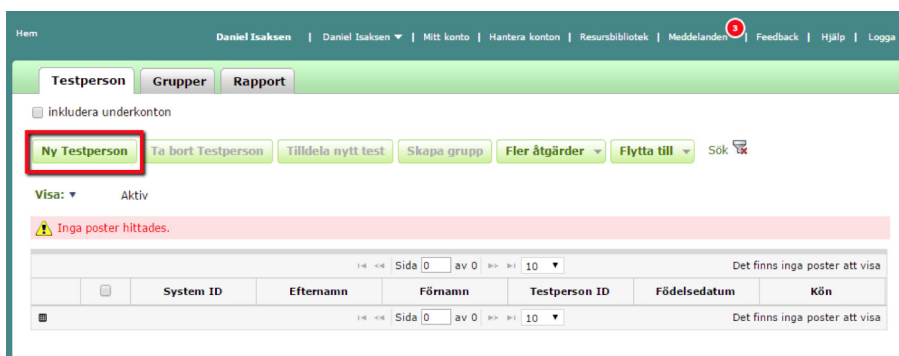 Hem Daniel Isaksen | Daniel Isaksen ▼ | Mitt konto | Hantera konton | Resursbibliotek | Meddelanden 3 | Feedback | Hjälp | Logga
Testperson Grupper Rapport
inkludera underkonton
Ny Testperson Ta bort Testperson Tilldela nytt test Skapa grupp Fler åtgärder Flytta till Sök
Visa: Aktiv
Inga poster hittades.
Sida 0 av 0 10 Det finns inga poster att visa
System ID Efternamn Förnamn Testperson ID Födelsedatum Kön
Sida 0 av 0 10 Det finns inga poster att visa